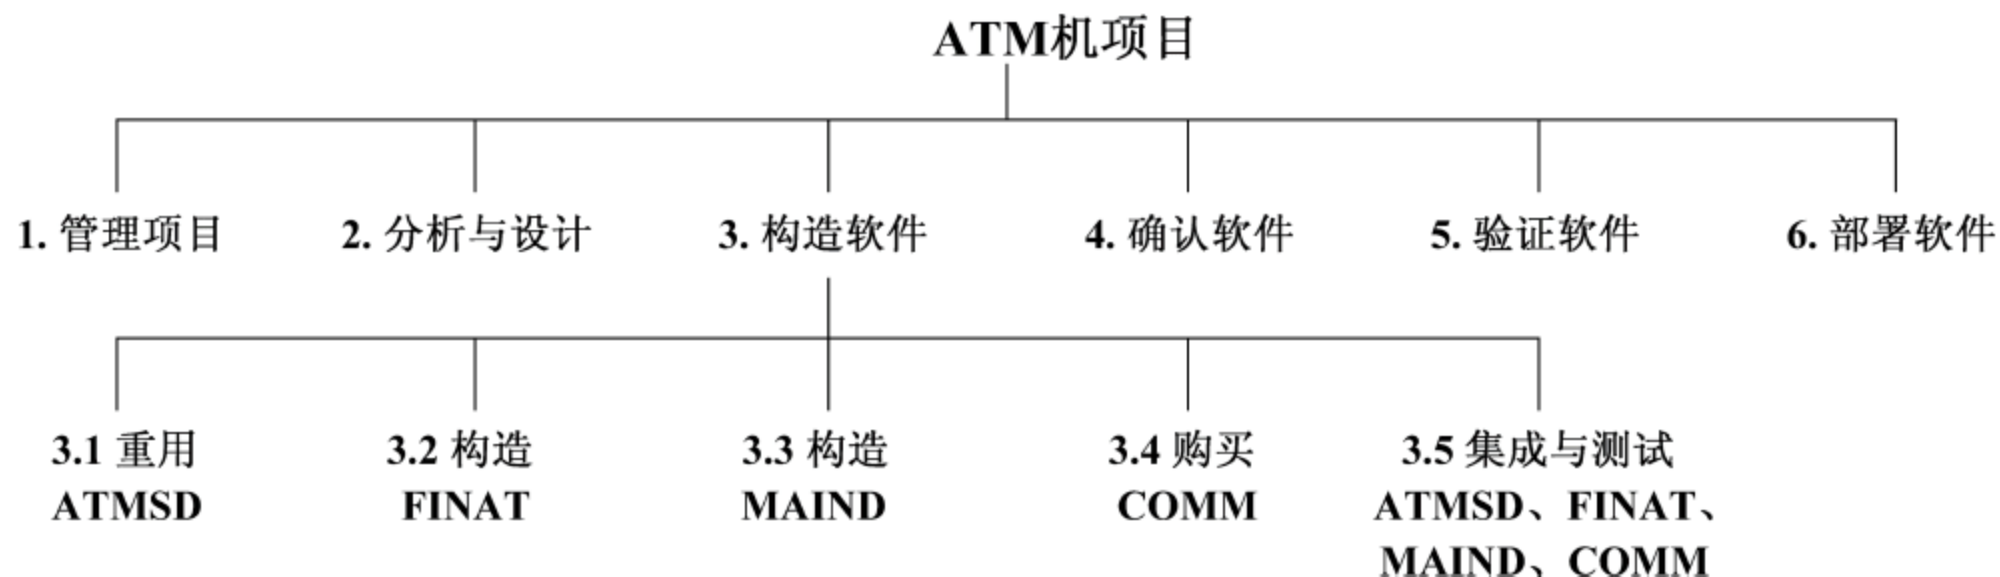 ATM机项目
1. 管理项目
2. 分析与设计
3. 构造软件
4. 确认软件
5. 验证软件
6. 部署软件
3.1 重用
ATMSD
3.2 构造
FINAT
3.3 构造
MAIND
3.4 购买
COMM
3.5 集成与测试
ATMSD、FINAT、
MAIND、COMM